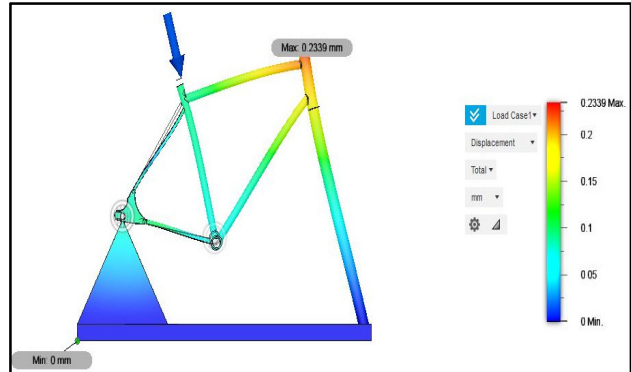 Max: 0.2339 mm
Min: 0 mm
Load Case1
Displacement
Total
mm
0.2339 Max.
0.2
0.15
0.1
0.05
0 Min.